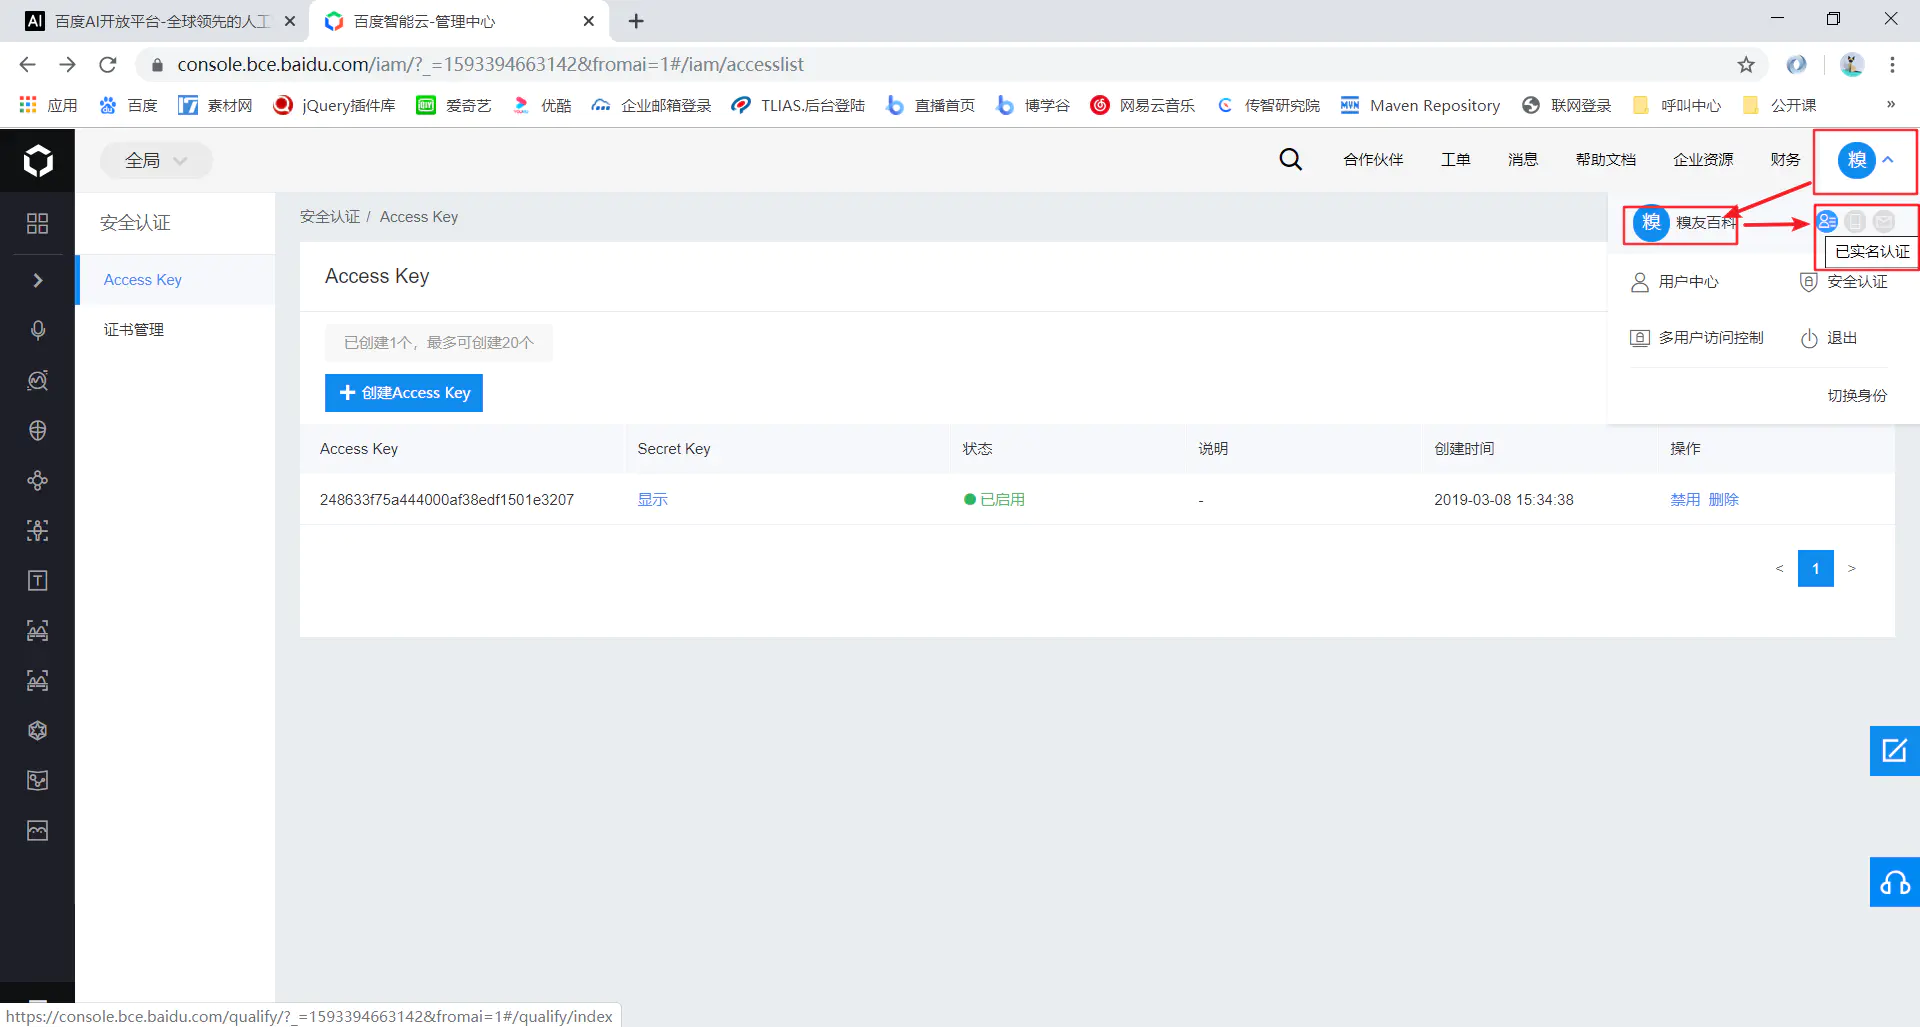 AI 百度AI开放平台-全球领先的人工
百度智能云-管理中心
console.bce.baidu.com/iam/?_=1593394663142&fromai=1#/iam/accesslist
应用 百度 素材网 jQuery插件库 爱奇艺 优酷 企业邮箱登录 TLIAS.后台登陆 直播首页 博学谷 网易云音乐 传智研究院 Maven Repository 联网登录 呼叫中心 公开课 »
全局 合作伙伴 工单 消息 帮助文档 企业资源 财务 糗
安全认证
Access Key
证书管理
安全认证 / Access Key
糗 糗友百科
已实名认证
用户中心 安全认证
多用户访问控制 退出
切换身份
Access Key
已创建1个，最多可创建20个
创建Access Key
Access Key Secret Key 状态 说明 创建时间 操作
248633f75a444000af38edf1501e3207 显示 已启用 - 2019-03-08 15:34:38 禁用 删除
< 1 >
https://console.bce.baidu.com/qualify/?_=1593394663142&fromai=1#/qualify/index